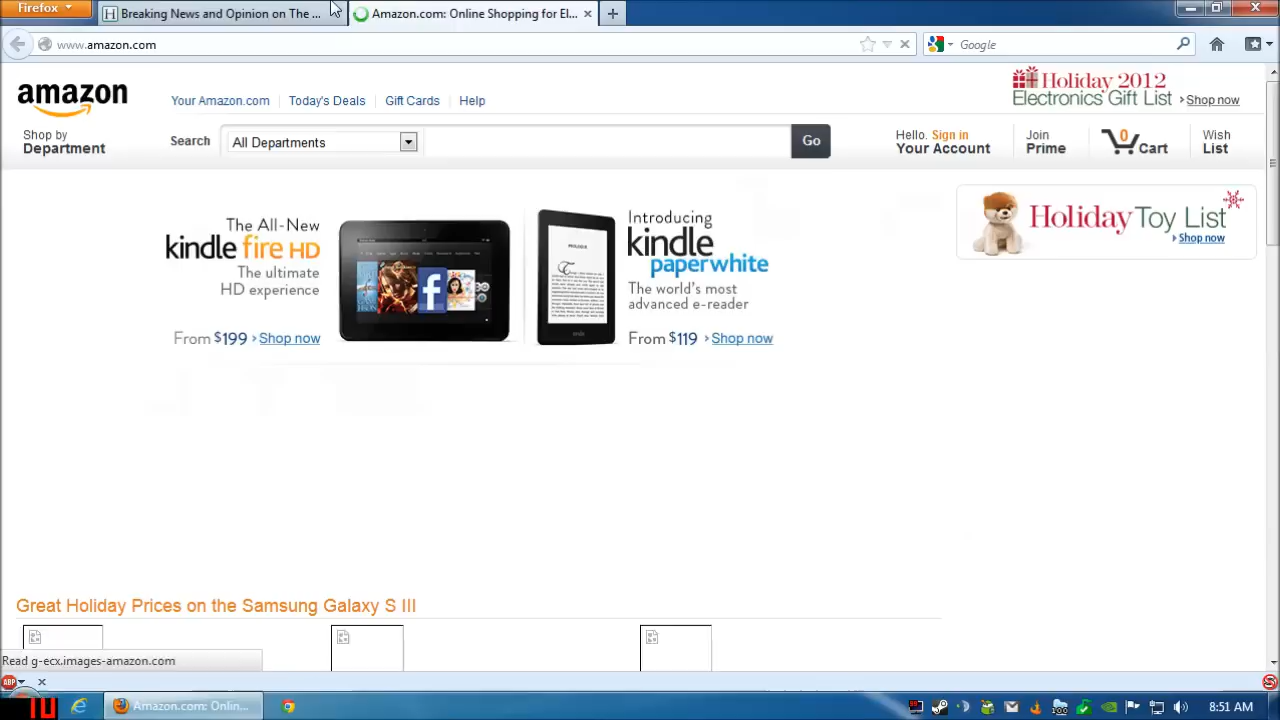 Firefox
Breaking News and Opinion on The ...
Amazon.com: Online Shopping for El...
www.amazon.com
Google
amazon
Your Amazon.com
Today's Deals
Gift Cards
Help
Holiday 2012
Electronics Gift List
Shop now
Shop by
Department
Search
All Departments
Go
Hello. Sign in
Your Account
Join
Prime
0
Cart
Wish
List
The All-New
kindle fire HD
The ultimate
HD experience
From $199
Shop now
Introducing
kindle
paperwhite
The world's most
advanced e-reader
From $119
Shop now
Holiday Toy List
Shop now
Great Holiday Prices on the Samsung Galaxy S III
Read g-ecx.images-amazon.com
ABP
Amazon.com: Onlin...
8:51 AM